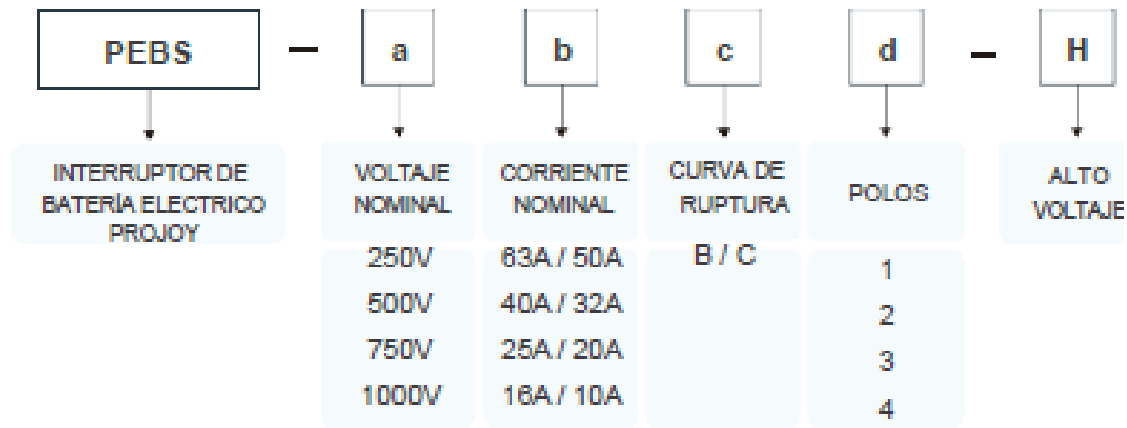 PEBS – a b c d – H
INTERRUPTOR DE
BATERÍA ELECTRICO
PROJOY
VOLTAJE
NOMINAL
CORRIENTE
NOMINAL
CURVA DE
RUPTURA
POLOS
ALTO
VOLTAJE
250V
500V
750V
1000V
63A / 50A
40A / 32A
25A / 20A
16A / 10A
B / C
1
2
3
4